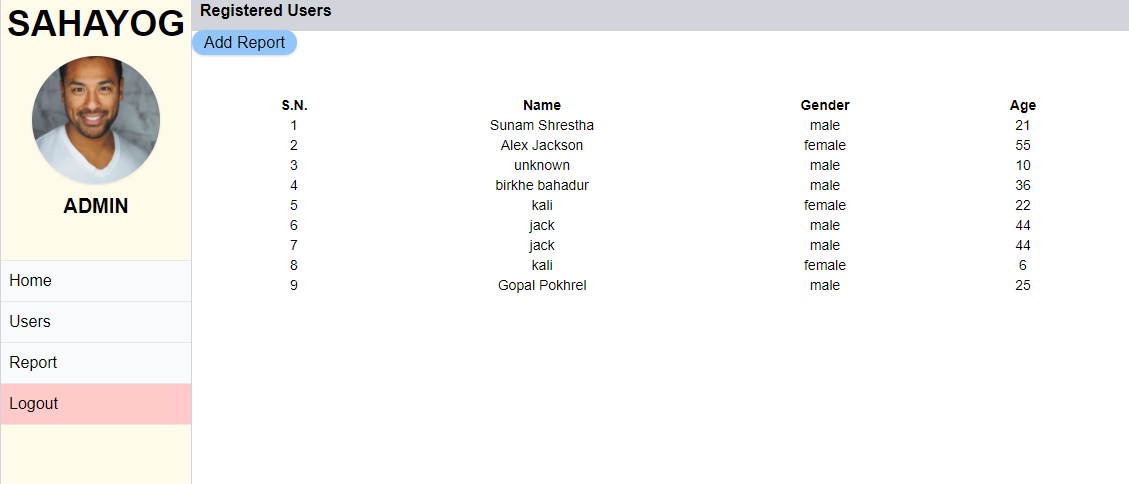 SAHAYOG
ADMIN
Home
Users
Report
Logout
Registered Users
Add Report
S.N. Name Gender Age
1 Sunam Shrestha male 21
2 Alex Jackson female 55
3 unknown male 10
4 birkhe bahadur male 36
5 kali female 22
6 jack male 44
7 jack male 44
8 kali female 6
9 Gopal Pokhrel male 25